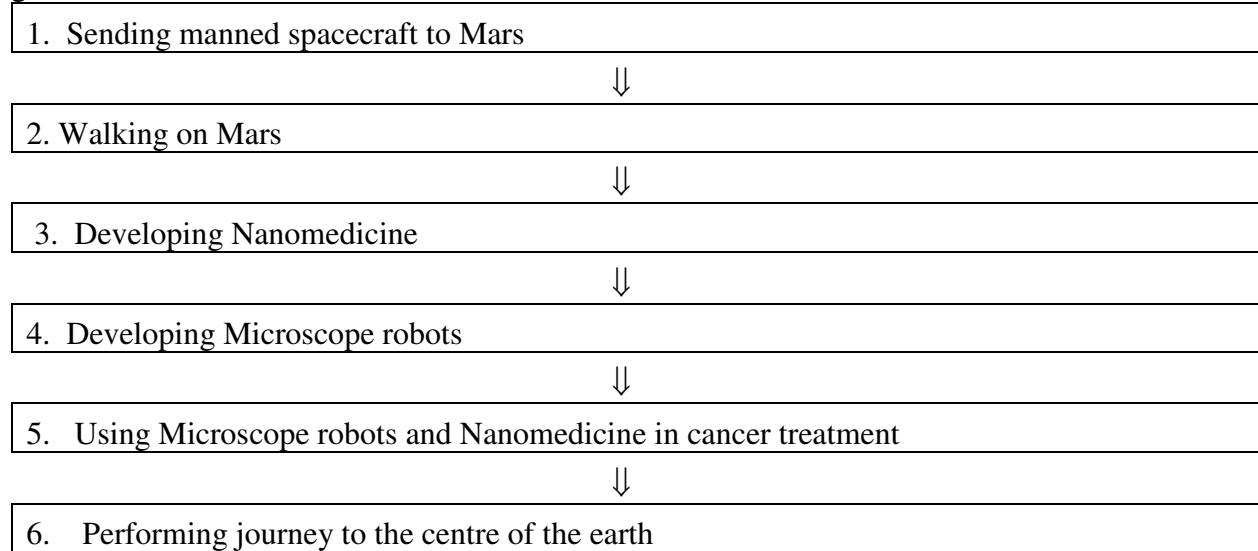 1. Sending manned spacecraft to Mars
⇓
2. Walking on Mars
⇓
3. Developing Nanomedicine
⇓
4. Developing Microscope robots
⇓
5. Using Microscope robots and Nanomedicine in cancer treatment
⇓
6. Performing journey to the centre of the earth